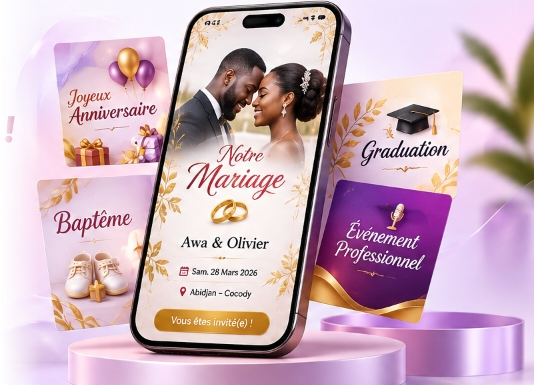 Joyeux
Anniversaire
Baptême
Notre
Mariage
Awa & Olivier
Sam. 28 Mars 2026
Abidjan – Cocody
Vous êtes invité(e) !
Graduation
Événement
Professionnel